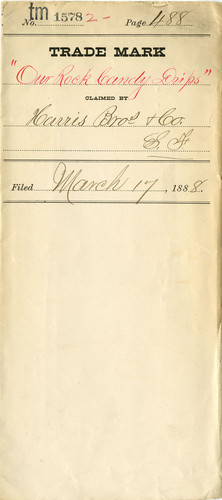 tm
No. 1578 2- Page 488
TRADE MARK
"Our Rock Candy Drips"
CLAIMED BY
Harris Bros & Co.
S. F.
Filed March 17, 1888.